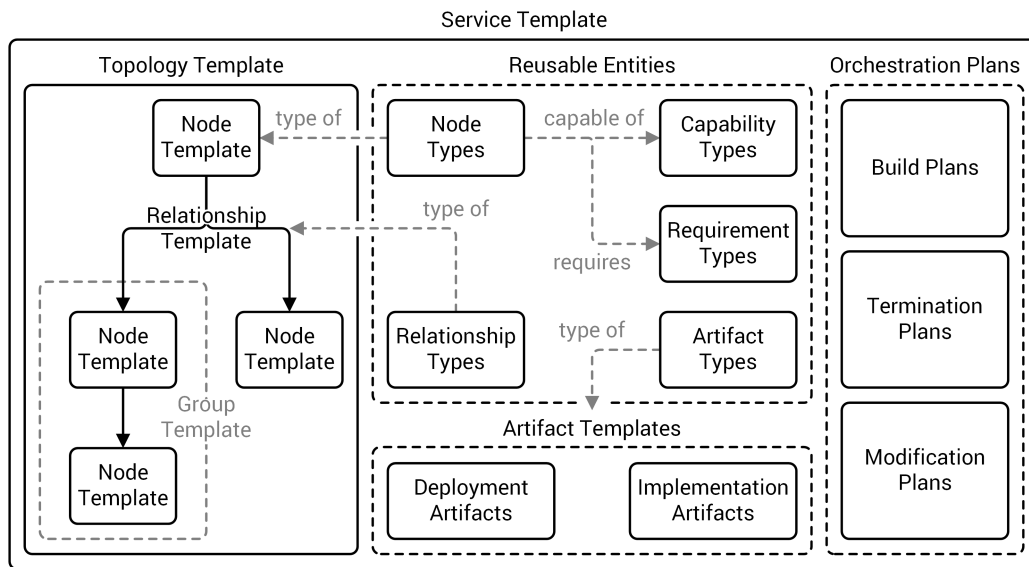 Service Template
Topology Template
Node
Template
Relationship
Template
Node
Template
Node
Template
Group
Template
Node
Template
type of
type of
Reusable Entities
Node
Types
capable of
Capability
Types
requires
Requirement
Types
Relationship
Types
type of
Artifact
Types
Artifact Templates
Deployment
Artifacts
Implementation
Artifacts
Orchestration Plans
Build Plans
Termination
Plans
Modification
Plans